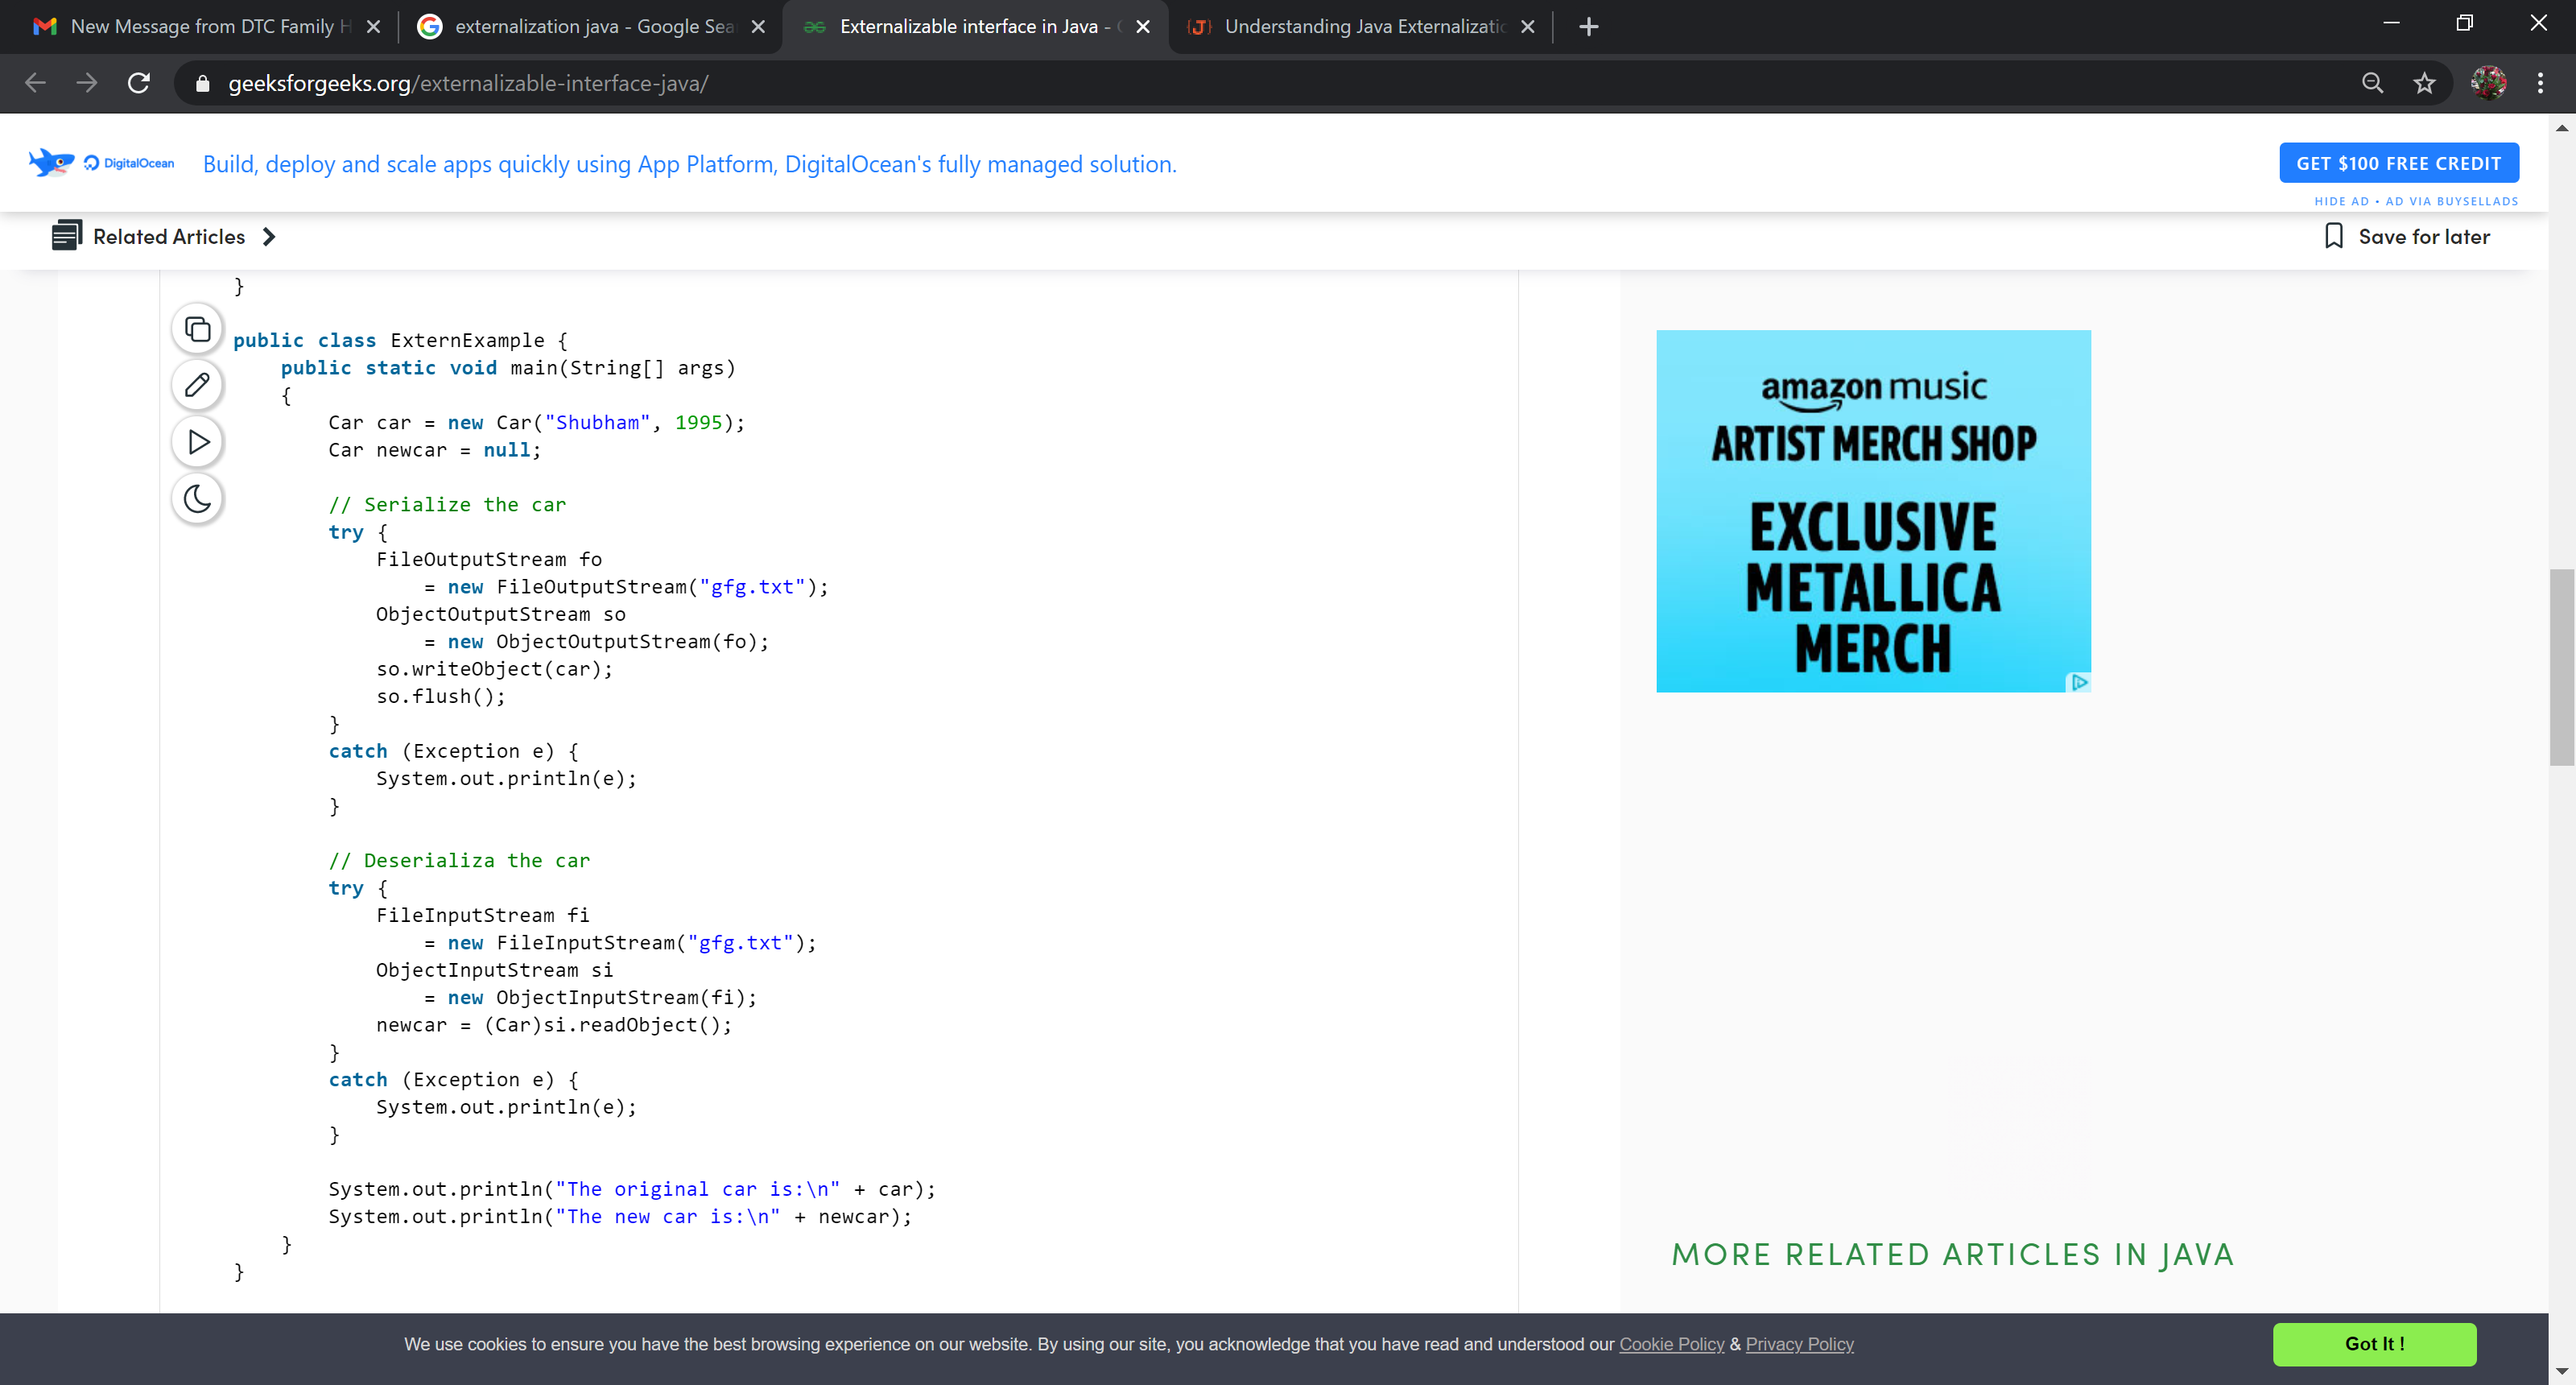 New Message from DTC Family H
externalization java - Google Sea
Externalizable interface in Java -
Understanding Java Externalizatio
geeksforgeeks.org/externalizable-interface-java/
DigitalOcean
Build, deploy and scale apps quickly using App Platform, DigitalOcean's fully managed solution.
GET $100 FREE CREDIT
HIDE AD • AD VIA BUYSELLADS
Related Articles
Save for later
}
public class ExternExample {
    public static void main(String[] args)
    {
        Car car = new Car("Shubham", 1995);
        Car newcar = null;
        // Serialize the car
        try {
            FileOutputStream fo
                = new FileOutputStream("gfg.txt");
            ObjectOutputStream so
                = new ObjectOutputStream(fo);
            so.writeObject(car);
            so.flush();
        }
        catch (Exception e) {
            System.out.println(e);
        }
        // Deserializa the car
        try {
            FileInputStream fi
                = new FileInputStream("gfg.txt");
            ObjectInputStream si
                = new ObjectInputStream(fi);
            newcar = (Car)si.readObject();
        }
        catch (Exception e) {
            System.out.println(e);
        }
        System.out.println("The original car is:\n" + car);
        System.out.println("The new car is:\n" + newcar);
    }
}
amazon music
ARTIST MERCH SHOP
EXCLUSIVE
METALLICA
MERCH
MORE RELATED ARTICLES IN JAVA
We use cookies to ensure you have the best browsing experience on our website. By using our site, you acknowledge that you have read and understood our Cookie Policy & Privacy Policy
Got It !